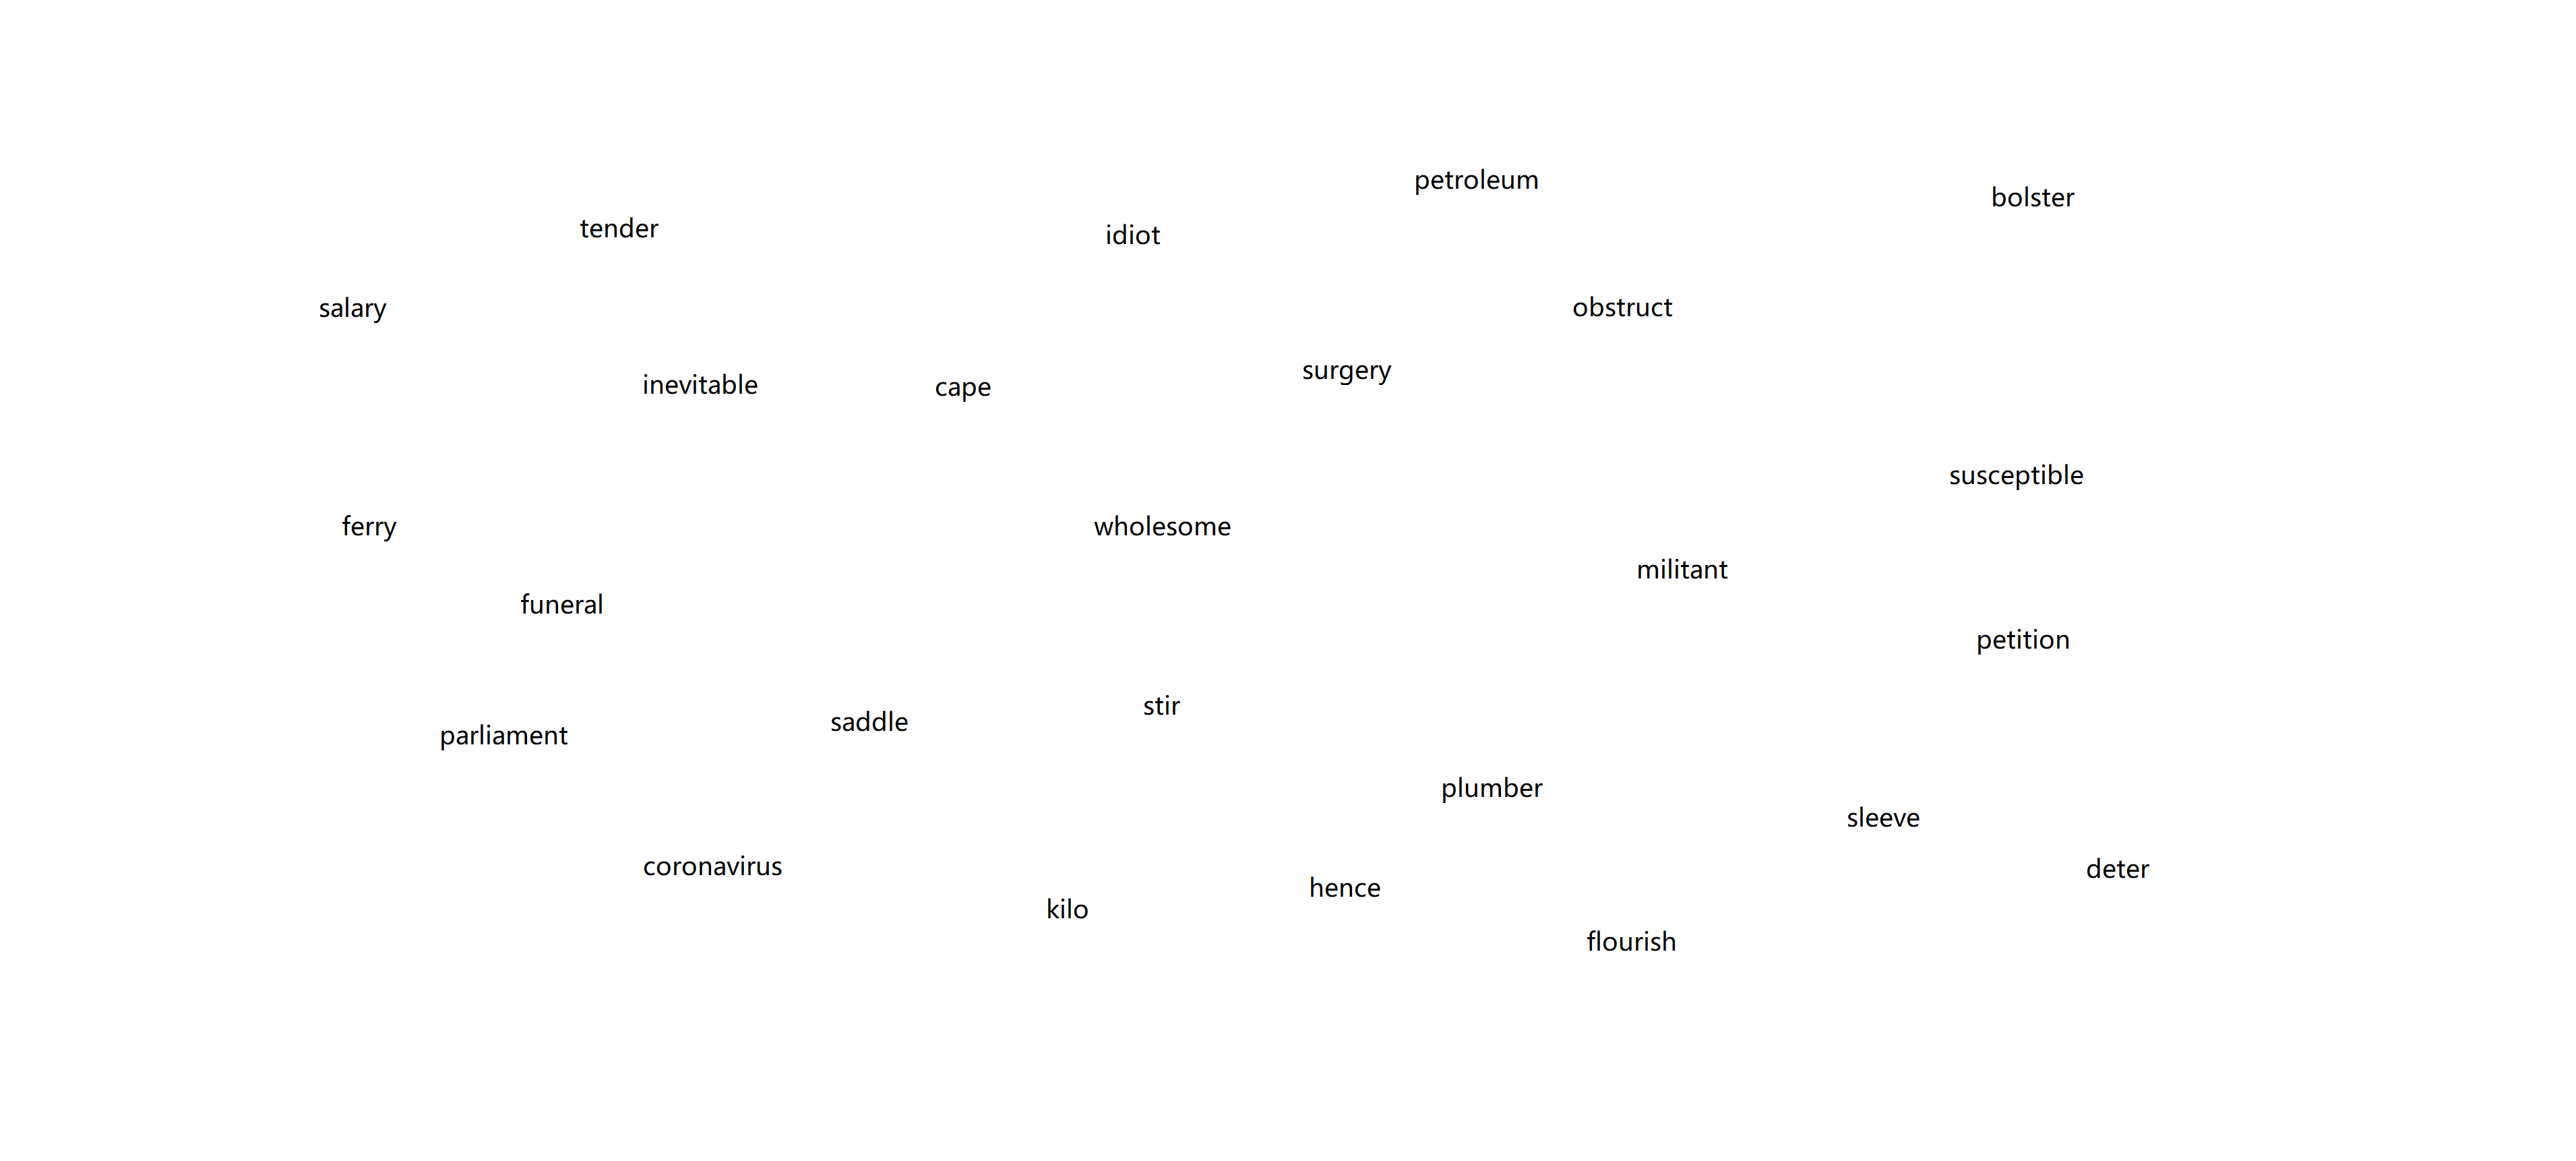 petroleum
bolster
tender
idiot
salary
obstruct
surgery
inevitable
cape
susceptible
ferry
wholesome
militant
funeral
petition
stir
saddle
parliament
plumber
sleeve
coronavirus
deter
hence
kilo
flourish